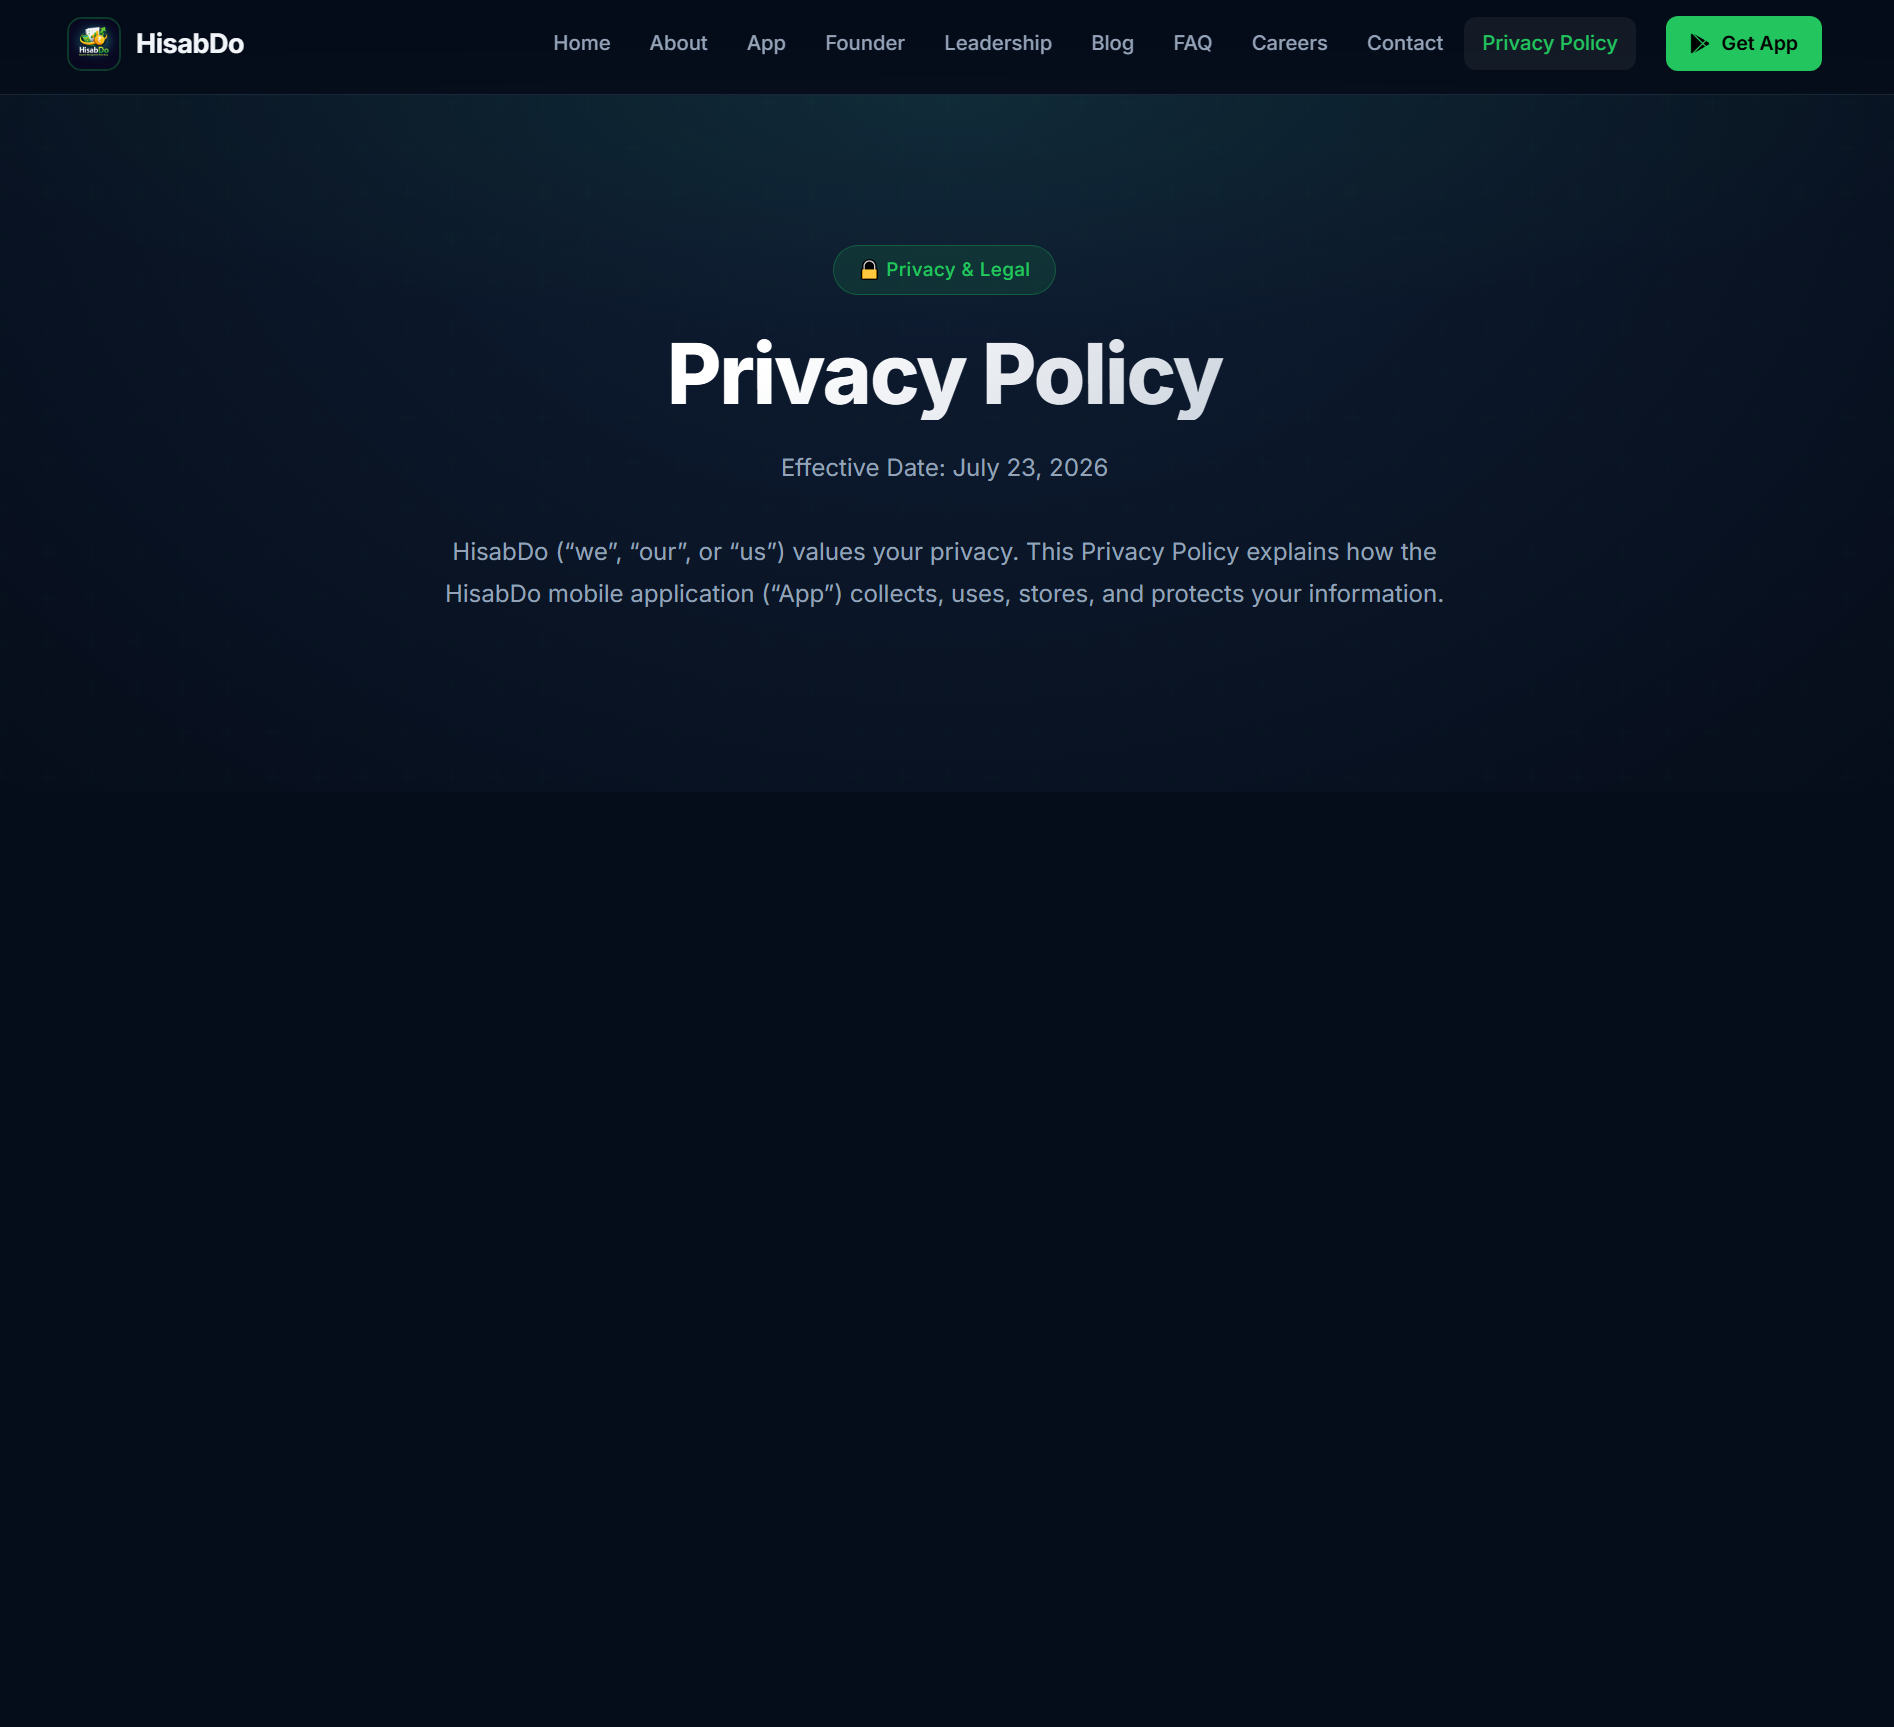 HisabDo
HisabDo
Home
About
App
Founder
Leadership
Blog
FAQ
Careers
Contact
Privacy Policy
Get App
Privacy & Legal
Privacy Policy
Effective Date: July 23, 2026
HisabDo (“we”, “our”, or “us”) values your privacy. This Privacy Policy explains how the
HisabDo mobile application (“App”) collects, uses, stores, and protects your information.